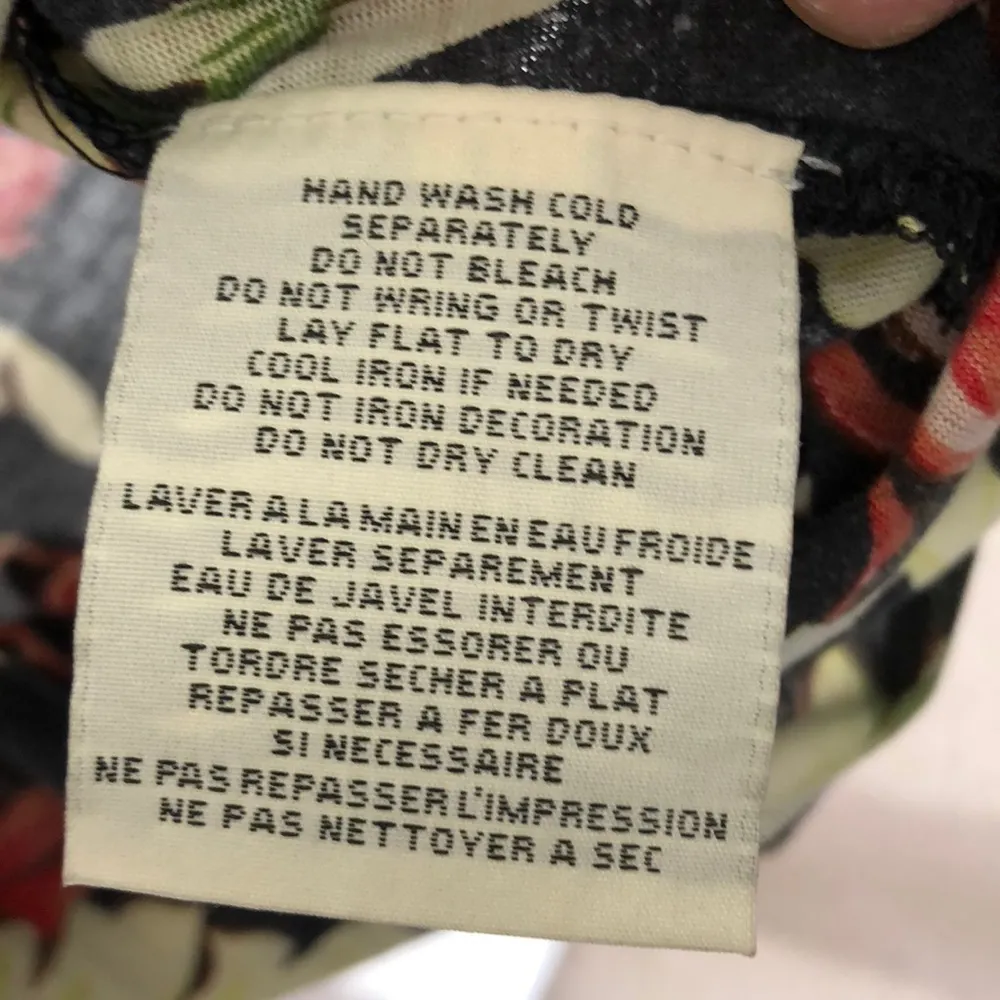 HAND WASH COLD
SEPARATELY
DO NOT BLEACH
DO NOT WRING OR TWIST
LAY FLAT TO DRY
COOL IRON IF NEEDED
DO NOT IRON DECORATION
DO NOT DRY CLEAN
LAVER A LA MAIN EN EAU FROIDE
LAVER SEPAREMENT
EAU DE JAVEL INTERDITE
NE PAS ESSORER OU
TORDRE SECHER A PLAT
REPASSER A FER DOUX
SI NECESSAIRE
NE PAS REPASSER L'IMPRESSION
NE PAS NETTOYER A SEC